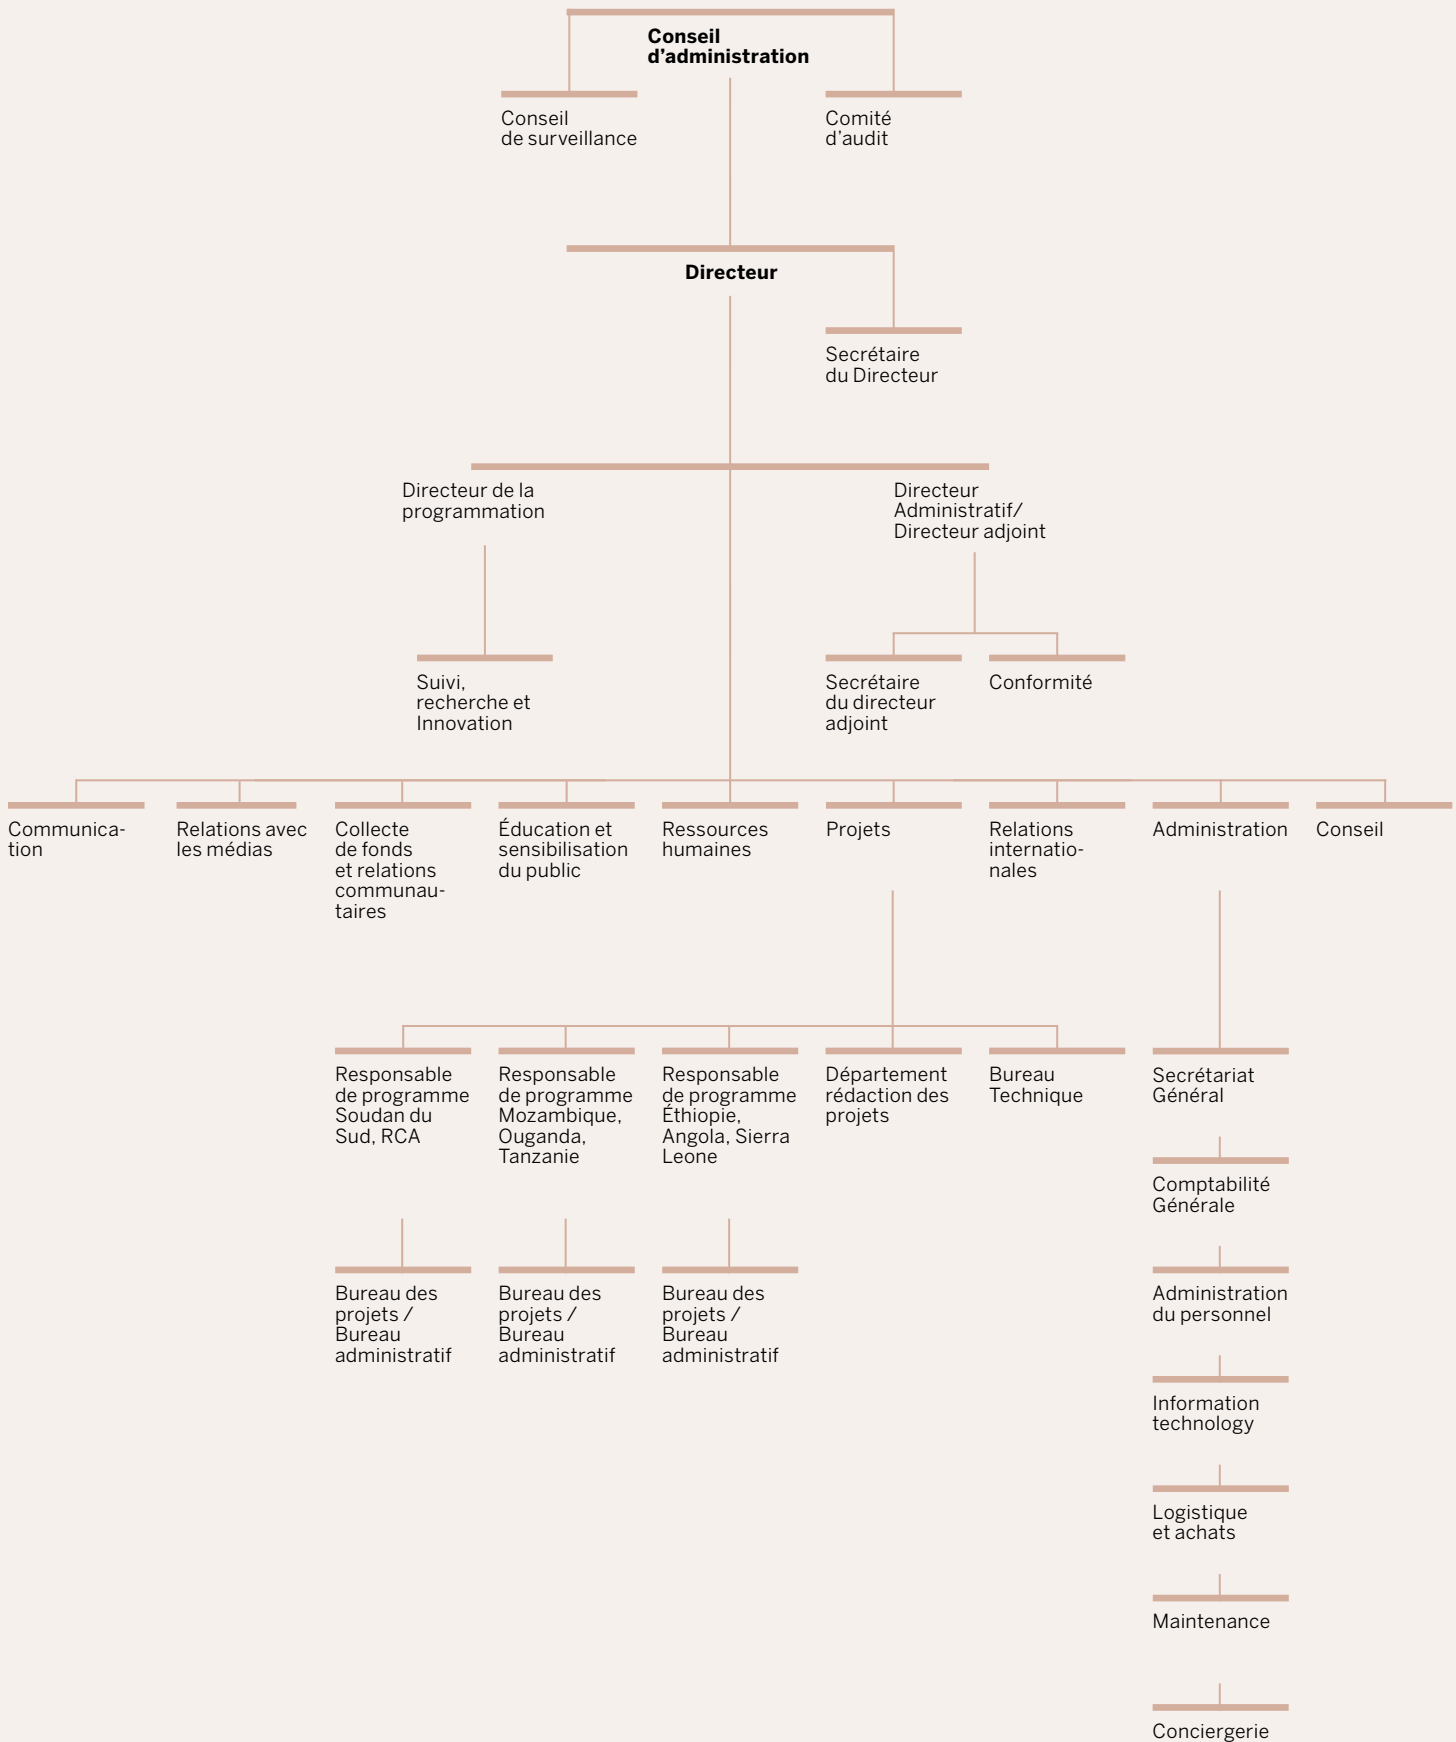 Conseil
d’administration
Conseil
de surveillance
Comité
d’audit
Directeur
Secrétaire
du Directeur
Directeur de la
programmation
Directeur
Administratif/
Directeur adjoint
Suivi,
recherche et
Innovation
Secrétaire
du directeur
adjoint
Conformité
Communica-
tion
Relations avec
les médias
Collecte
de fonds
et relations
communau-
taires
Éducation et
sensibilisation
du public
Ressources
humaines
Projets
Relations
internatio-
nales
Administration
Conseil
Responsable
de programme
Soudan du
Sud, RCA
Responsable
de programme
Mozambique,
Ouganda,
Tanzanie
Responsable
de programme
Éthiopie,
Angola, Sierra
Leone
Département
rédaction des
projets
Bureau
Technique
Secrétariat
Général
Comptabilité
Générale
Bureau des
projets /
Bureau
administratif
Bureau des
projets /
Bureau
administratif
Bureau des
projets /
Bureau
administratif
Administration
du personnel
Information
technology
Logistique
et achats
Maintenance
Conciergerie